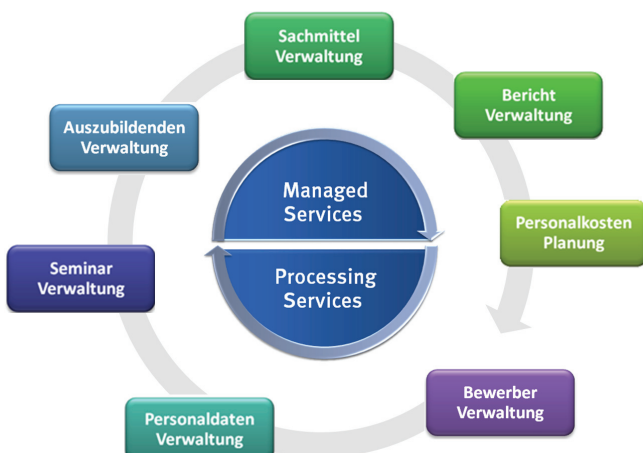 Sachmittel
Verwaltung
Bericht
Verwaltung
Personalkosten
Planung
Bewerber
Verwaltung
Personaldaten
Verwaltung
Seminar
Verwaltung
Auszubildenden
Verwaltung
Managed
Services
Processing
Services